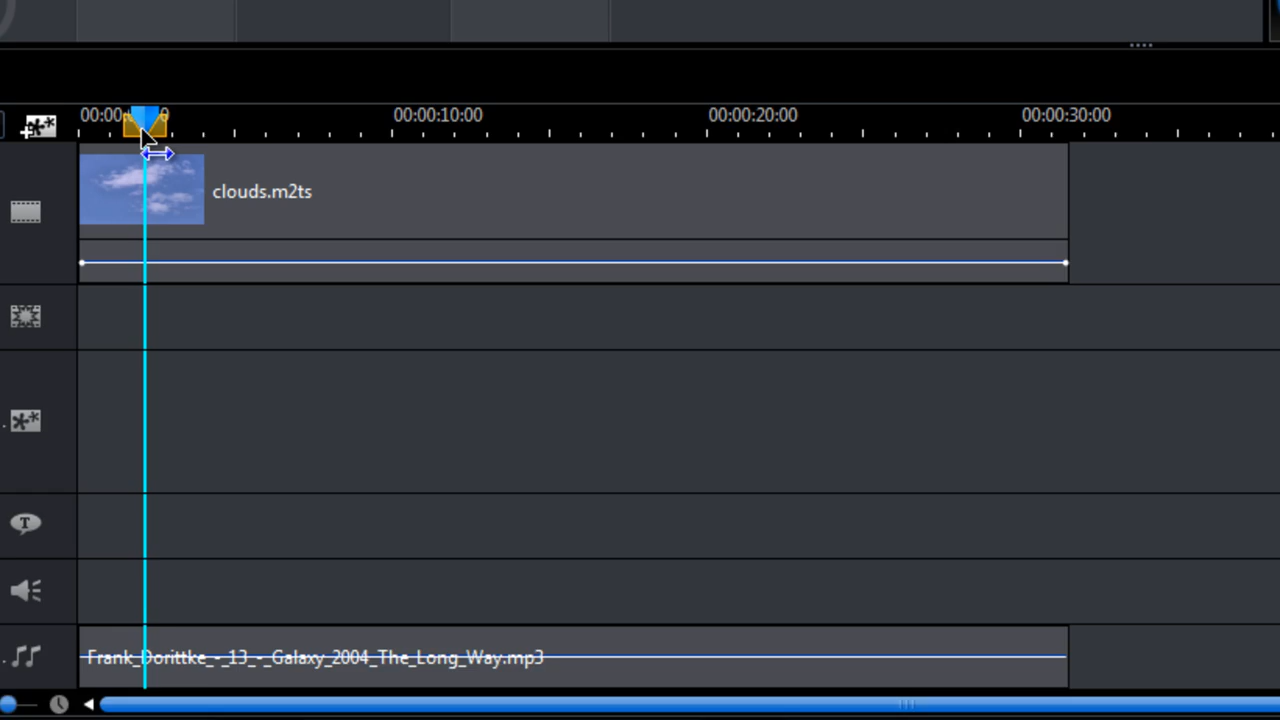 00:00:10:00
00:00:20:00
00:00:30:00
clouds.m2ts
T
Frank_Dorittke_-_13_-_Galaxy_2004_The_Long_Way.mp3